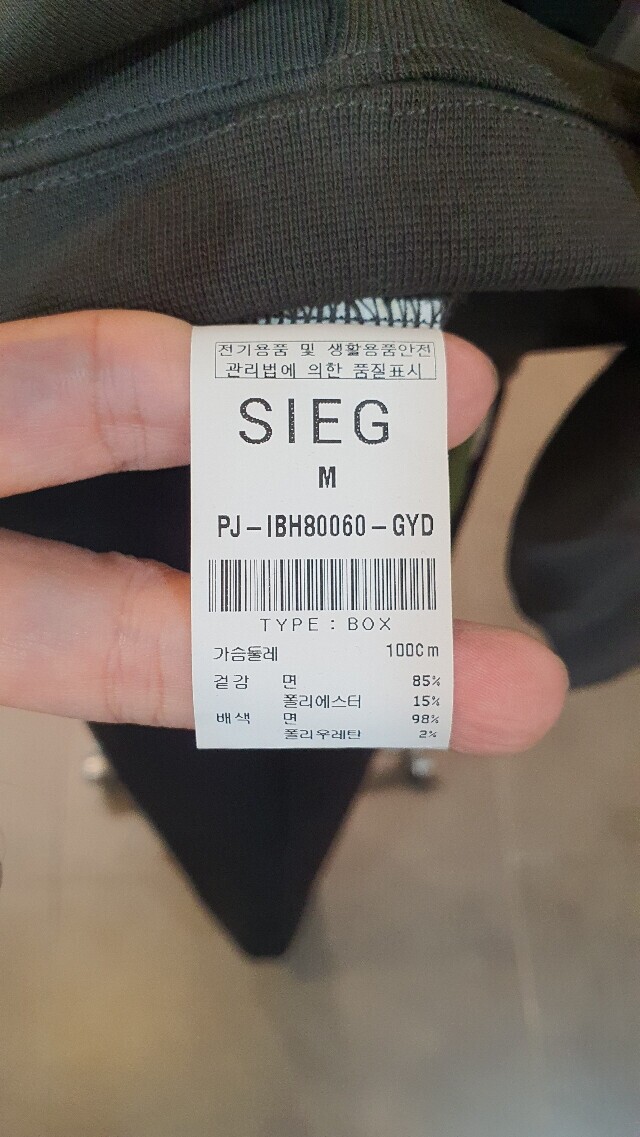 전기용품 및 생활용품안전
관리법에 의한 품질표시
SIEG
M
PJ-IBH80060-GYD
TYPE : BOX
가슴둘레 100Cm
겉감 면 85%
폴리에스터 15%
배색 면 98%
폴리우레탄 2%